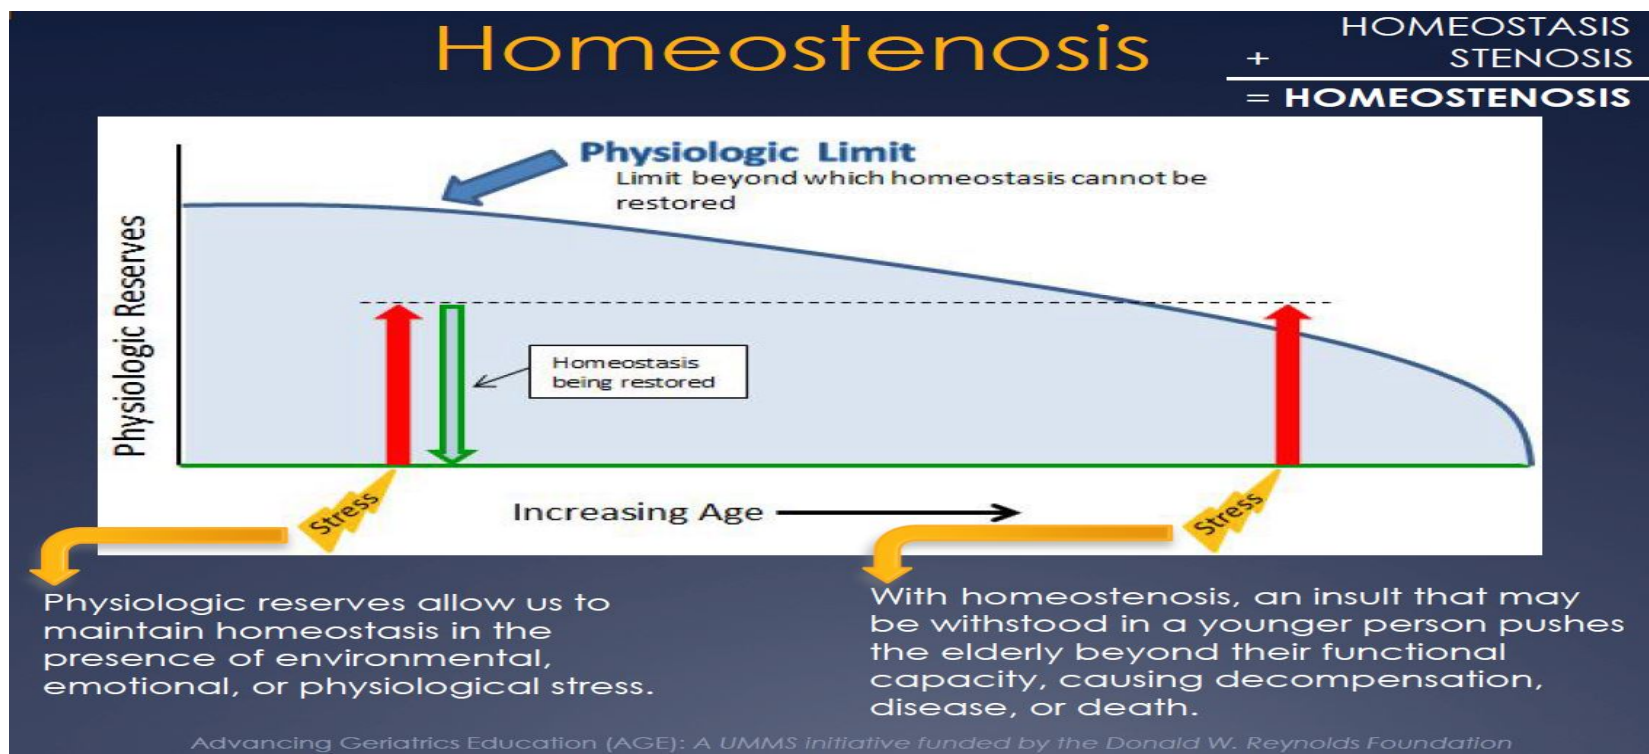 Homeostenosis
HOMEOSTASIS
+ STENOSIS
= HOMEOSTENOSIS
Physiologic Limit
Limit beyond which homeostasis cannot be
restored
Physiologic Reserves
Homeostasis
being restored
Stress
Increasing Age
Stress
Physiologic reserves allow us to
maintain homeostasis in the
presence of environmental,
emotional, or physiological stress.
With homeostenosis, an insult that may
be withstood in a younger person pushes
the elderly beyond their functional
capacity, causing decompensation,
disease, or death.
Advancing Geriatrics Education (AGE): A UMMS initiative funded by the Donald W. Reynolds Foundation